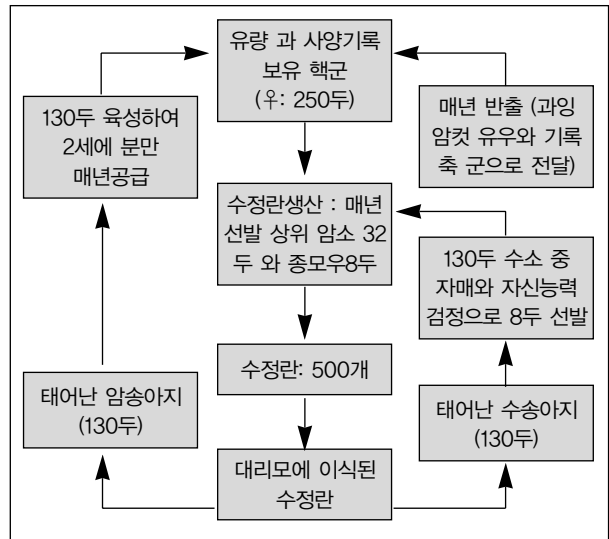 유량 과 사양기록
보유 핵군
(♀: 250두)
130두 육성하여
2세에 분만
매년공급
매년 반출 (과잉
암컷 유우와 기록
축 군으로 전달)
수정란생산 : 매년
선발 상위 암소 32
두 와 종모우8두
130두 수소 중
자매와 자신능력
검정으로 8두 선발
수정란: 500개
태어난 암송아지
(130두)
태어난 수송아지
(130두)
대리모에 이식된
수정란